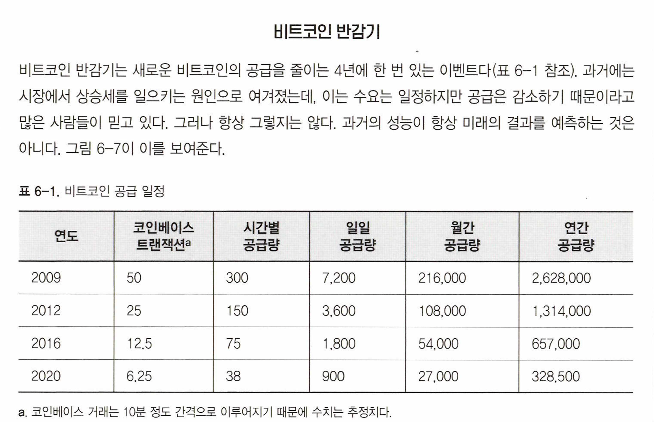 비트코인 반감기
비트코인 반감기는 새로운 비트코인의 공급을 줄이는 4년에 한 번 있는 이벤트다(표 6-1 참조). 과거에는
시장에서 상승세를 일으키는 원인으로 여겨졌는데, 이는 수요는 일정하지만 공급은 감소하기 때문이라고
많은 사람들이 믿고 있다. 그러나 항상 그렇지는 않다. 과거의 성능이 항상 미래의 결과를 예측하는 것은
아니다. 그림 6-7이 이를 보여준다.
표 6-1. 비트코인 공급 일정
연도 코인베이스 트랜잭션a 시간별 공급량 일일 공급량 월간 공급량 연간 공급량
2009 50 300 7,200 216,000 2,628,000
2012 25 150 3,600 108,000 1,314,000
2016 12.5 75 1,800 54,000 657,000
2020 6.25 38 900 27,000 328,500
a. 코인베이스 거래는 10분 정도 간격으로 이루어지기 때문에 수치는 추정치다.